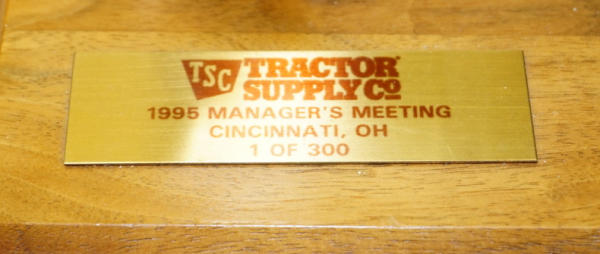 TSC TRACTOR
SUPPLY CO
1995 MANAGER'S MEETING
CINCINNATI, OH
1 OF 300